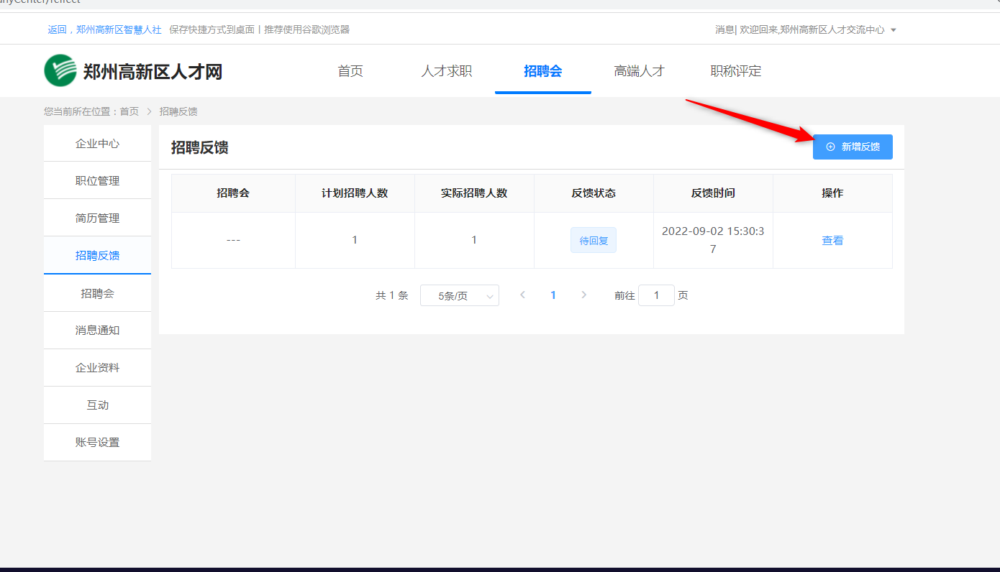 返回，郑州高新区智慧人社 保存快捷方式到桌面丨推荐使用谷歌浏览器 消息| 欢迎回来,郑州高新区人才交流中心
郑州高新区人才网 首页 人才求职 招聘会 高端人才 职称评定
您当前所在位置：首页 > 招聘反馈
企业中心
职位管理
简历管理
招聘反馈
招聘会
消息通知
企业资料
互动
账号设置
招聘反馈 新增反馈
招聘会 计划招聘人数 实际招聘人数 反馈状态 反馈时间 操作
--- 1 1 待回复 2022-09-02 15:30:3
7 查看
共 1 条 5条/页 < 1 > 前往 1 页